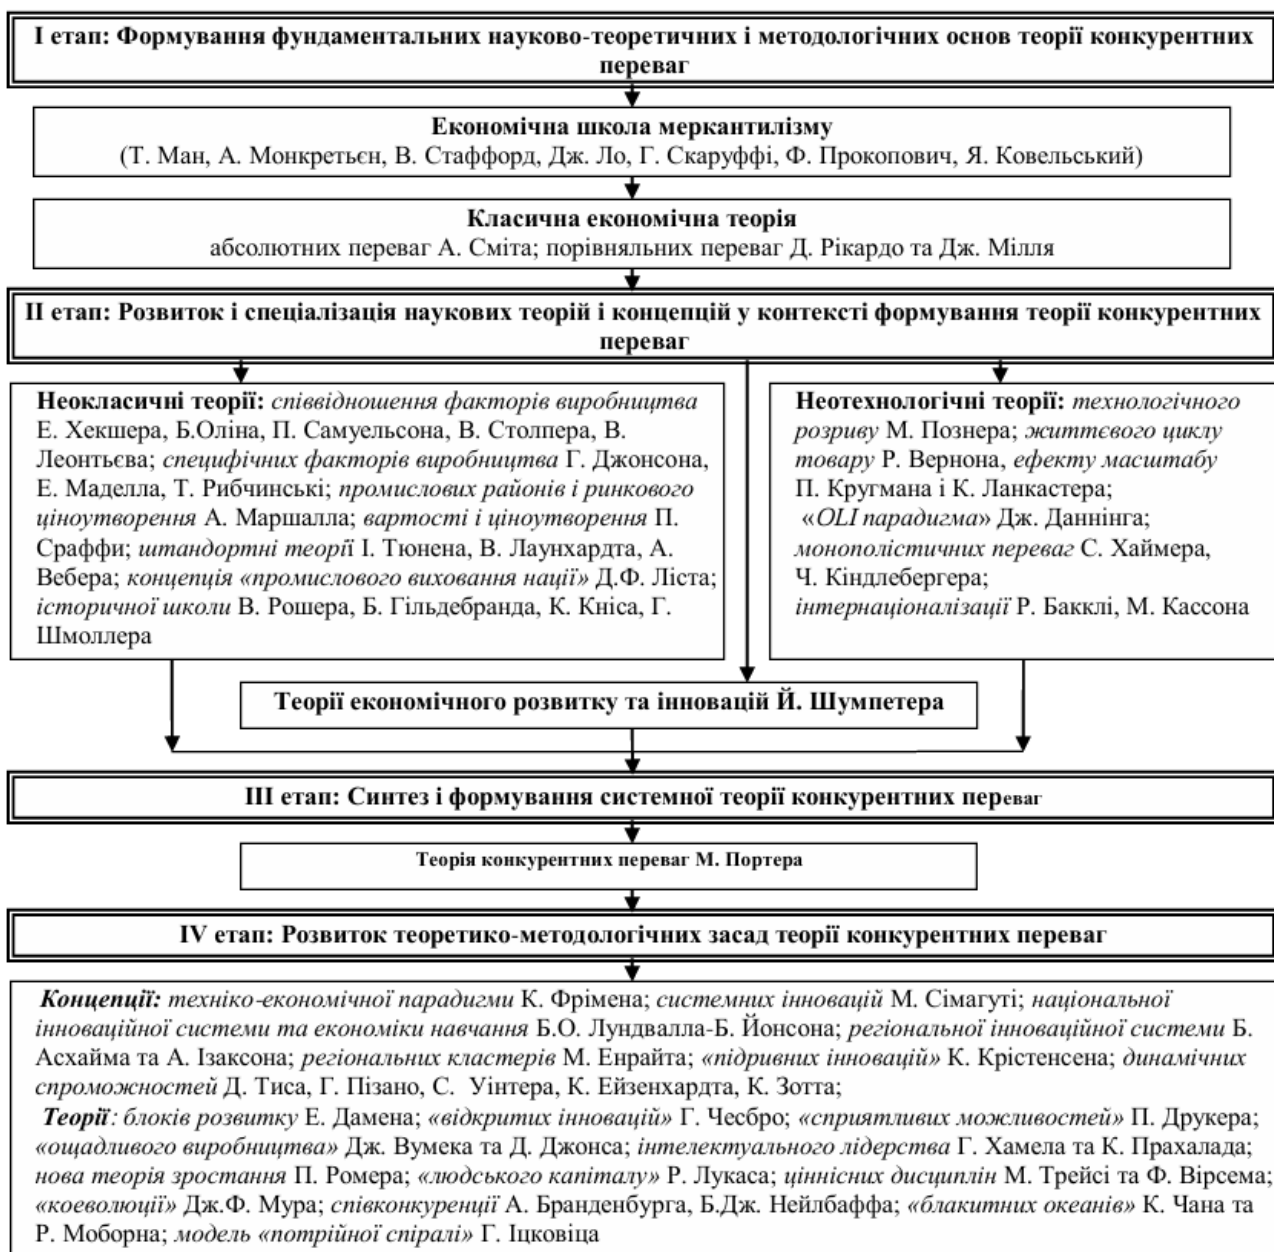 І етап: Формування фундаментальних науково-теоретичних і методологічних основ теорії конкурентних
переваг
Економічна школа меркантилізму
(Т. Ман, А. Монкретьєн, В. Стаффорд, Дж. Ло, Г. Скаруффі, Ф. Прокопович, Я. Ковельський)
Класична економічна теорія
абсолютних переваг А. Сміта; порівняльних переваг Д. Рікардо та Дж. Мілля
ІІ етап: Розвиток і спеціалізація наукових теорій і концепцій у контексті формування теорії конкурентних
переваг
Неокласичні теорії: співвідношення факторів виробництва
Е. Хекшера, Б.Оліна, П. Самуельсона, В. Столпера, В.
Леонтьєва; специфічних факторів виробництва Г. Джонсона,
Е. Маделла, Т. Рибчинські; промислових районів і ринкового
ціноутворення А. Маршалла; вартості і ціноутворення П.
Сраффи; штандортні теорії І. Тюнена, В. Лаунхардта, А.
Вебера; концепція «промислового виховання нації» Д.Ф. Ліста;
історичної школи В. Рошера, Б. Гільдебранда, К. Кніса, Г.
Шмоллера
Неотехнологічні теорії: технологічного
розриву М. Познера; життєвого циклу
товару Р. Вернона, ефекту масштабу
П. Кругмана і К. Ланкастера;
«OLI парадигма» Дж. Даннінга;
монополістичних переваг С. Хаймера,
Ч. Кіндлебергера;
інтернаціоналізації Р. Бакклі, М. Кассона
Теорії економічного розвитку та інновацій Й. Шумпетера
ІІІ етап: Синтез і формування системної теорії конкурентних переваг
Теорія конкурентних переваг М. Портера
IV етап: Розвиток теоретико-методологічних засад теорії конкурентних переваг
Концепції: техніко-економічної парадигми К. Фрімена; системних інновацій М. Сімагуті; національної
інноваційної системи та економіки навчання Б.О. Лундвалла-Б. Йонсона; регіональної інноваційної системи Б.
Асхайма та А. Ізаксона; регіональних кластерів М. Енрайта; «підривних інновацій» К. Крістенсена; динамічних
спроможностей Д. Тиса, Г. Пізано, С. Уінтера, К. Ейзенхардта, К. Зотта;
Теорії: блоків розвитку Е. Дамена; «відкритих інновацій» Г. Чесбро; «сприятливих можливостей» П. Друкера;
«ощадливого виробництва» Дж. Вумека та Д. Джонса; інтелектуального лідерства Г. Хамела та К. Прахалада;
нова теорія зростання П. Ромера; «людського капіталу» Р. Лукаса; ціннісних дисциплін М. Трейсі та Ф. Вірсема;
«коеволюції» Дж.Ф. Мура; співконкуренції А. Бранденбурга, Б.Дж. Нейлбаффа; «блакитних океанів» К. Чана та
Р. Моборна; модель «потрійної спіралі» Г. Іцковіца